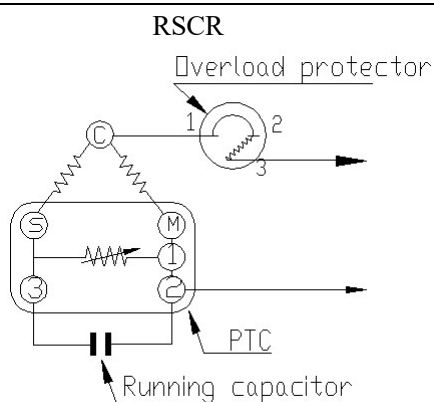 RSCR
Overload protector
1 2
C
3
S M
1
3 2
PTC
Running capacitor